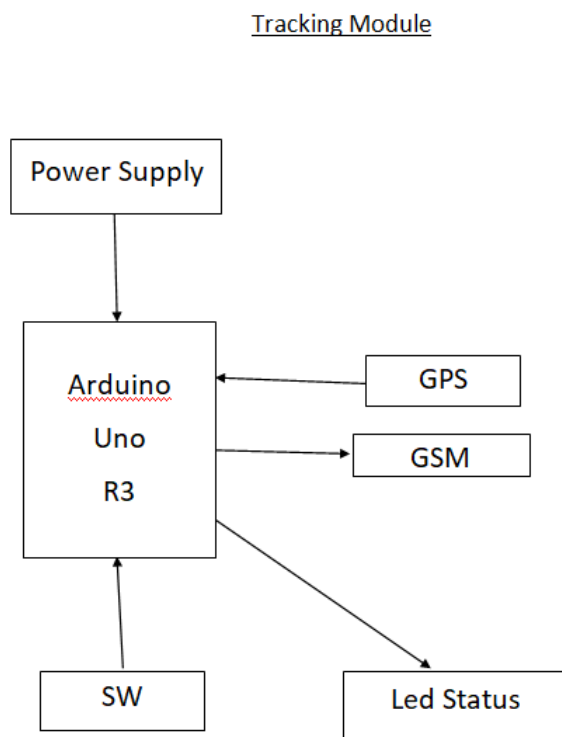 Tracking Module
Power Supply
Arduino
Uno
R3
GPS
GSM
SW
Led Status